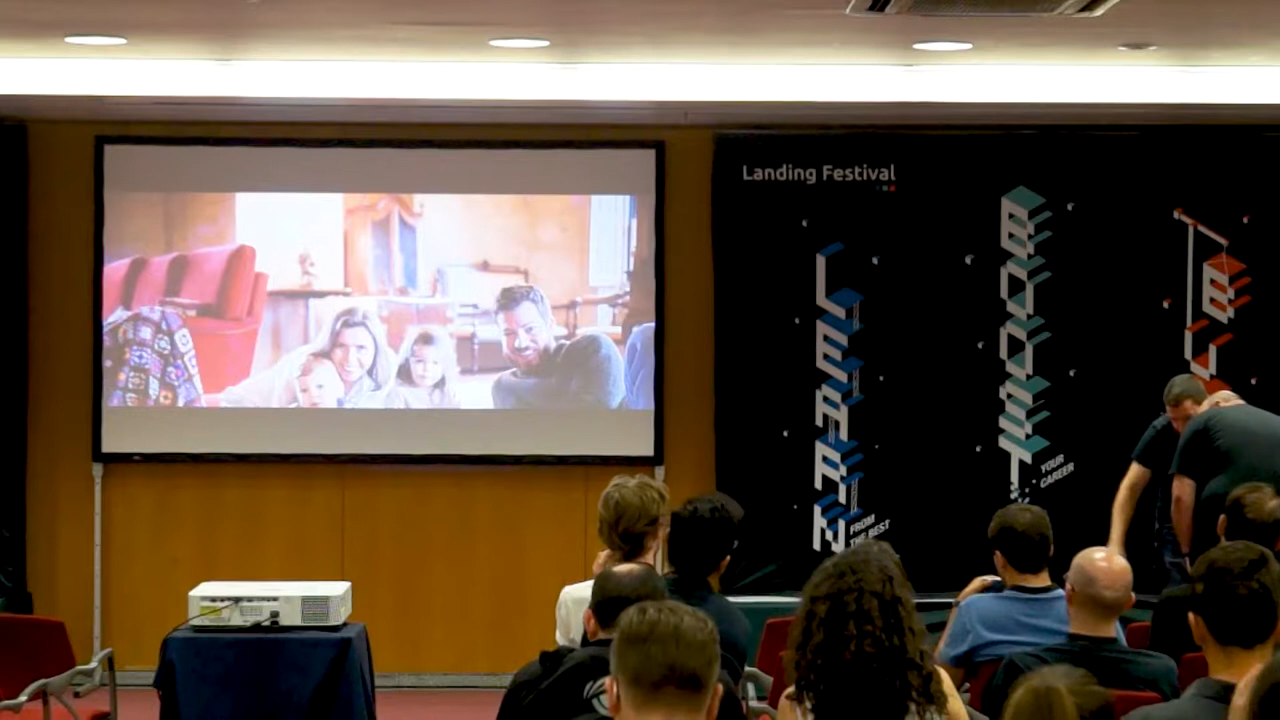 Landing Festival
LEARN
FROM
THE BEST
BOOST
YOUR
CAREER